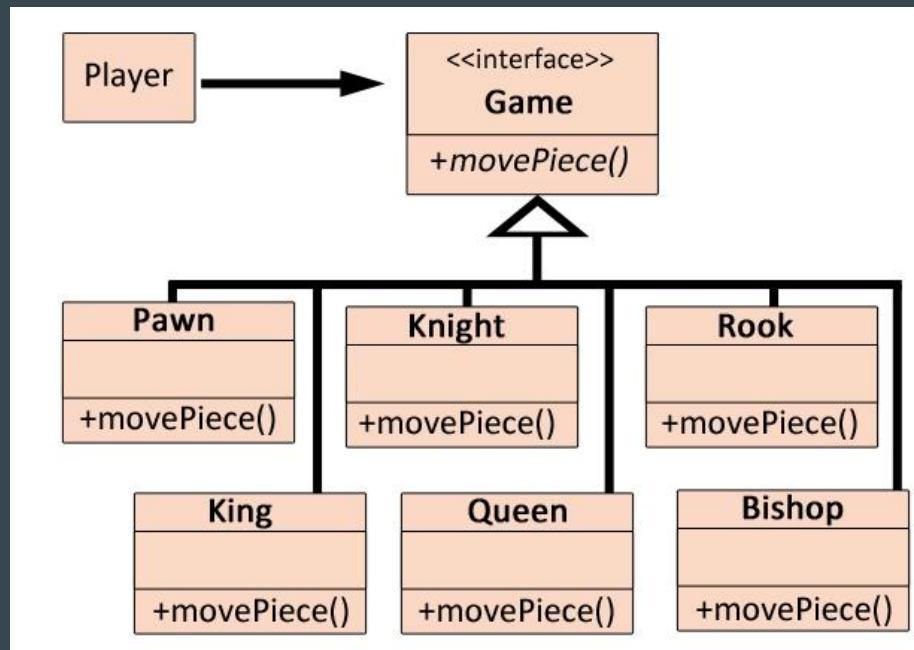 Player
<<interface>>
Game
+movePiece()
Pawn
+movePiece()
Knight
+movePiece()
Rook
+movePiece()
King
+movePiece()
Queen
+movePiece()
Bishop
+movePiece()